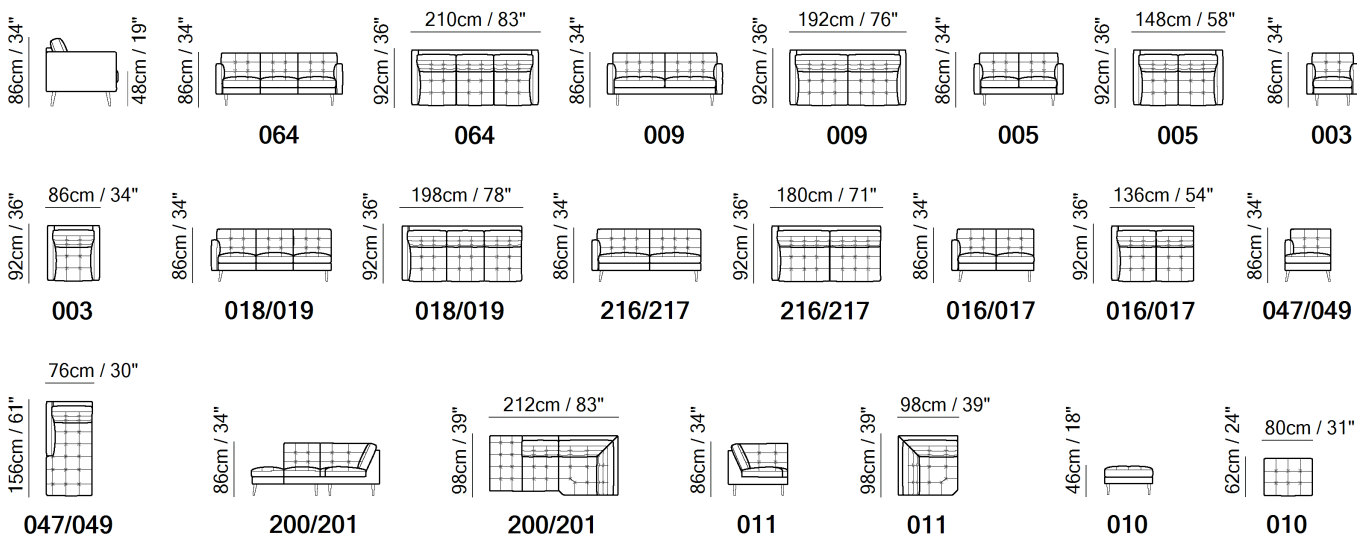 86cm / 34"
48cm / 19"
86cm / 34"
064
92cm / 36"
210cm / 83"
064
86cm / 34"
009
92cm / 36"
192cm / 76"
009
86cm / 34"
005
92cm / 36"
148cm / 58"
005
86cm / 34"
003
92cm / 36"
86cm / 34"
003
86cm / 34"
018/019
92cm / 36"
198cm / 78"
018/019
86cm / 34"
216/217
92cm / 36"
180cm / 71"
216/217
86cm / 34"
016/017
92cm / 36"
136cm / 54"
016/017
86cm / 34"
047/049
156cm / 61"
76cm / 30"
047/049
86cm / 34"
200/201
98cm / 39"
212cm / 83"
200/201
86cm / 34"
011
98cm / 39"
98cm / 39"
011
46cm / 18"
010
62cm / 24"
80cm / 31"
010